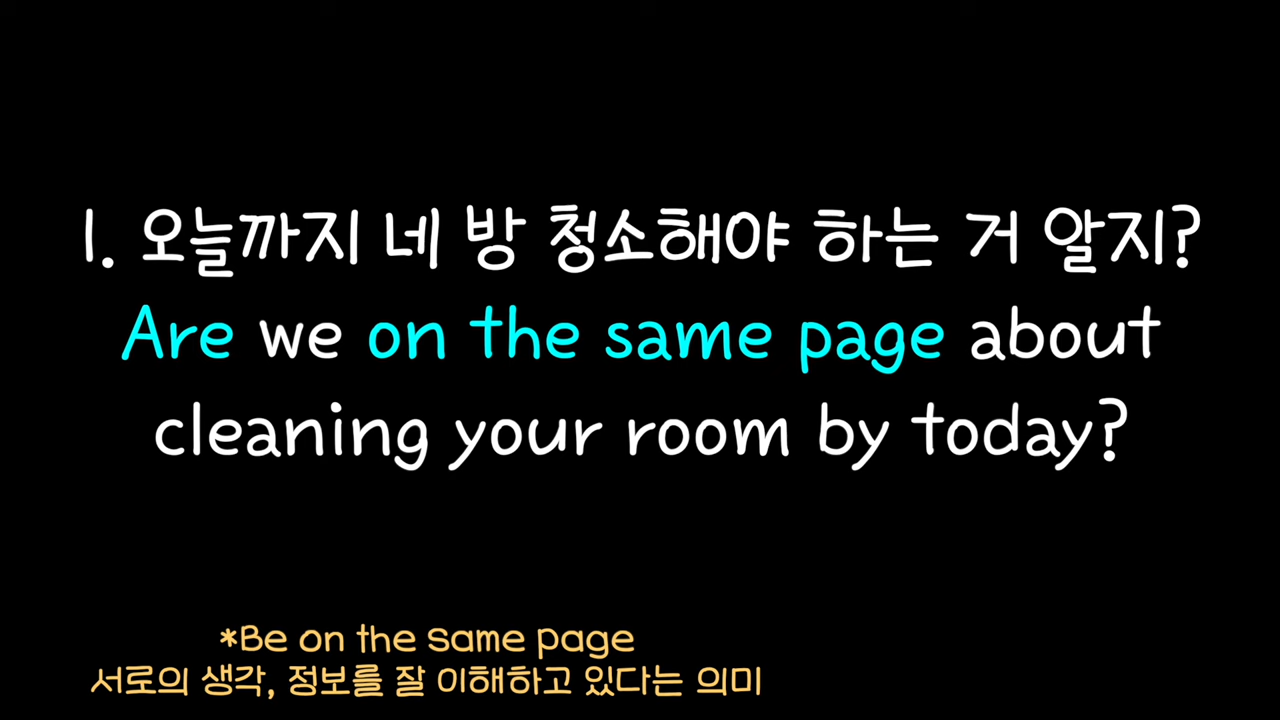 1. 오늘까지 네 방 청소해야 하는 거 알지?
Are we on the same page about
cleaning your room by today?
*Be on the same page
서로의 생각, 정보를 잘 이해하고 있다는 의미